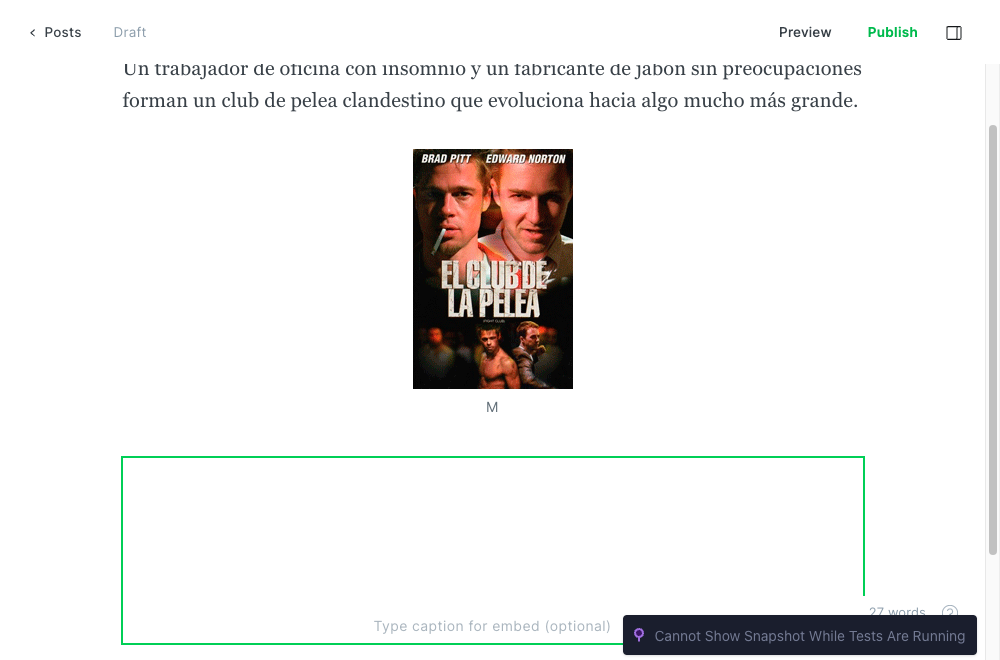 Posts
Draft
Preview
Publish
Un trabajador de oficina con insomnio y un fabricante de jabón sin preocupaciones
forman un club de pelea clandestino que evoluciona hacia algo mucho más grande.
BRAD PITT EDWARD NORTON
EL CLUB DE
LA PELEA
M
27 words
Type caption for embed (optional)
Cannot Show Snapshot While Tests Are Running